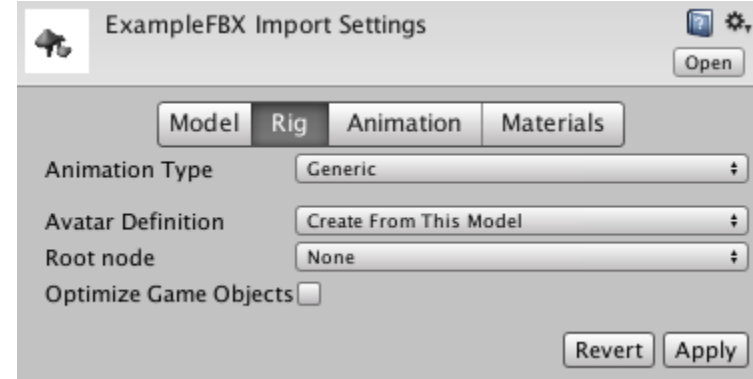 ExampleFBX Import Settings
Open
Model Rig Animation Materials
Animation Type Generic
Avatar Definition Create From This Model
Root node None
Optimize Game Objects
Revert Apply